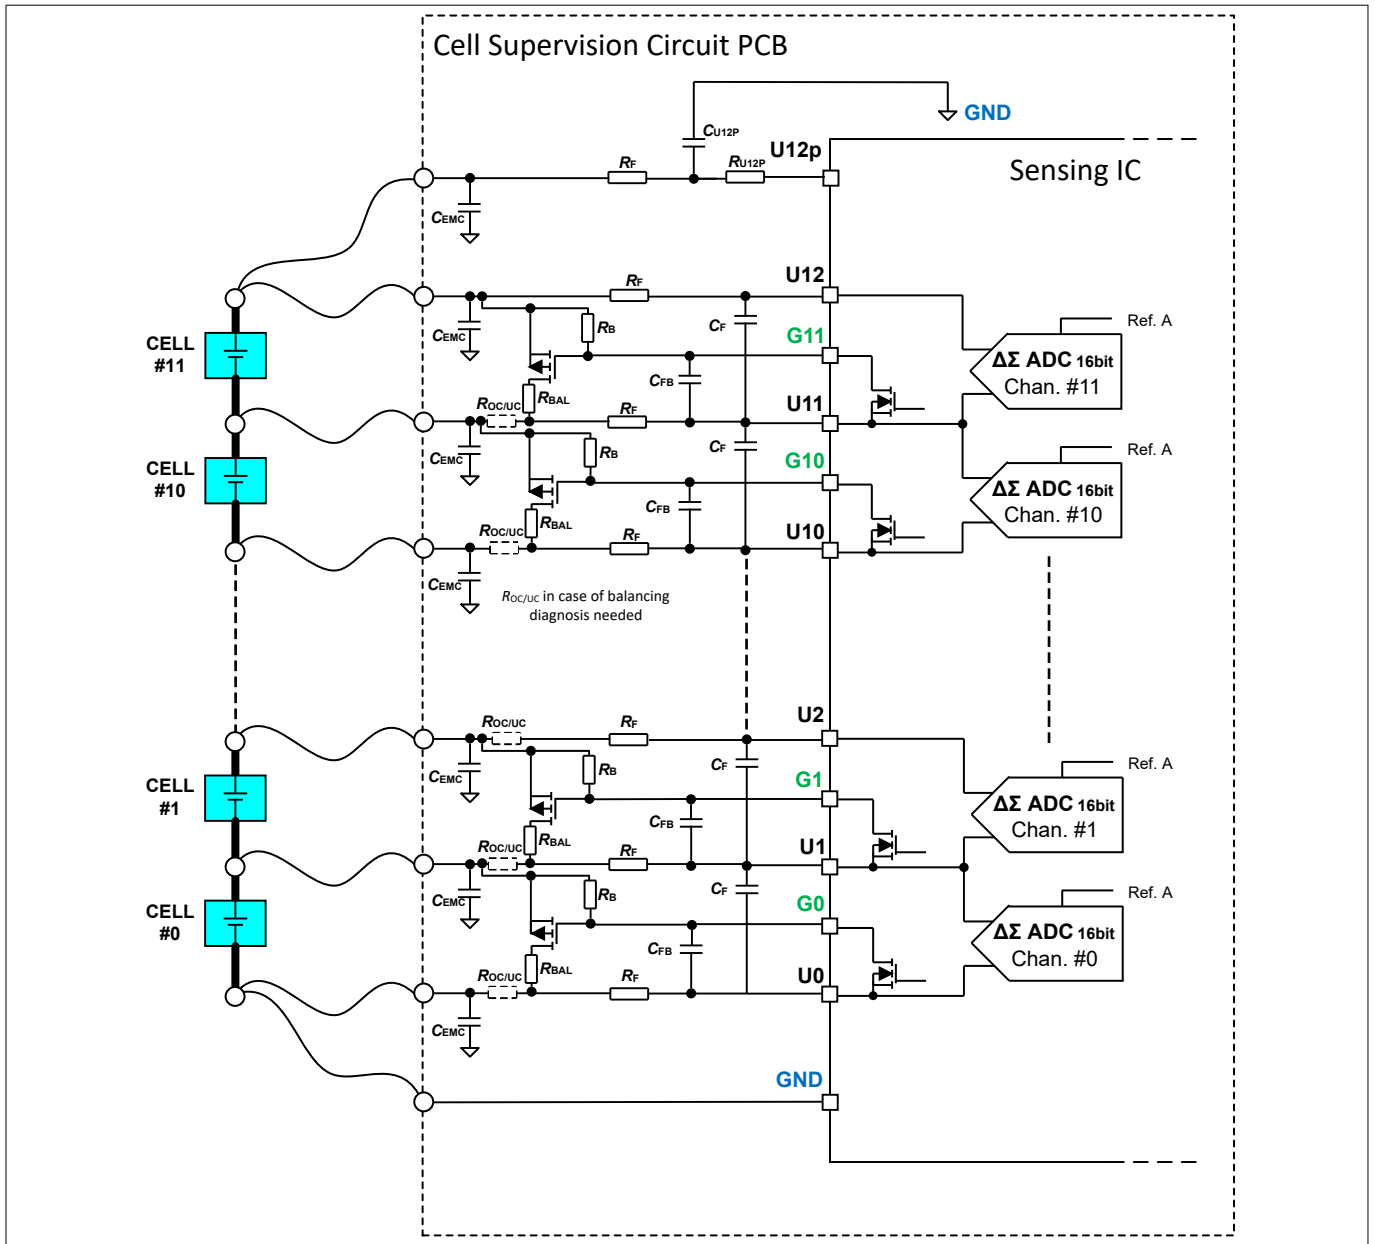 Cell Supervision Circuit PCB
GND
CU12P
U12p
RF
RU12P
Sensing IC
CEMC
U12
RF
CEMC
RB
CF
G11
Ref. A
CELL
#11
ΔΣ ADC 16bit
Chan. #11
CFB
RBAL
ROC/UC
RF
U11
CEMC
RB
CF
G10
Ref. A
CELL
#10
ΔΣ ADC 16bit
Chan. #10
CFB
RBAL
ROC/UC
RF
U10
CEMC
ROC/UC in case of balancing
diagnosis needed
U2
ROC/UC
RF
CEMC
RB
CF
G1
Ref. A
CELL
#1
ΔΣ ADC 16bit
Chan. #1
CFB
RBAL
ROC/UC
RF
U1
CEMC
RB
CF
G0
Ref. A
CELL
#0
ΔΣ ADC 16bit
Chan. #0
CFB
RBAL
ROC/UC
RF
U0
CEMC
GND